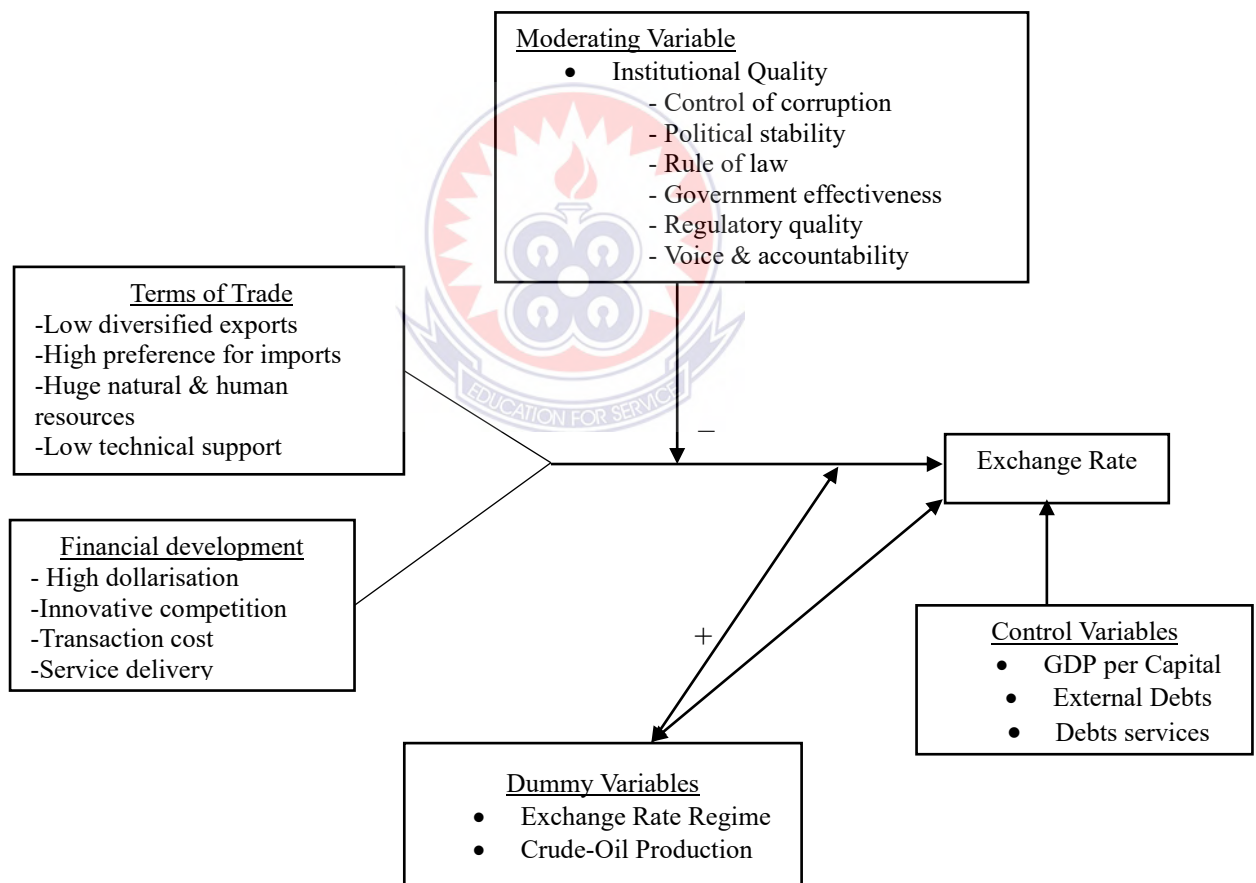 Moderating Variable
• Institutional Quality
- Control of corruption
- Political stability
- Rule of law
- Government effectiveness
- Regulatory quality
- Voice & accountability
Terms of Trade
-Low diversified exports
-High preference for imports
-Huge natural & human
resources
-Low technical support
EDUCATION FOR SERVICE
–
Exchange Rate
Financial development
- High dollarisation
-Innovative competition
-Transaction cost
-Service delivery
+
Control Variables
• GDP per Capital
• External Debts
• Debts services
Dummy Variables
• Exchange Rate Regime
• Crude-Oil Production